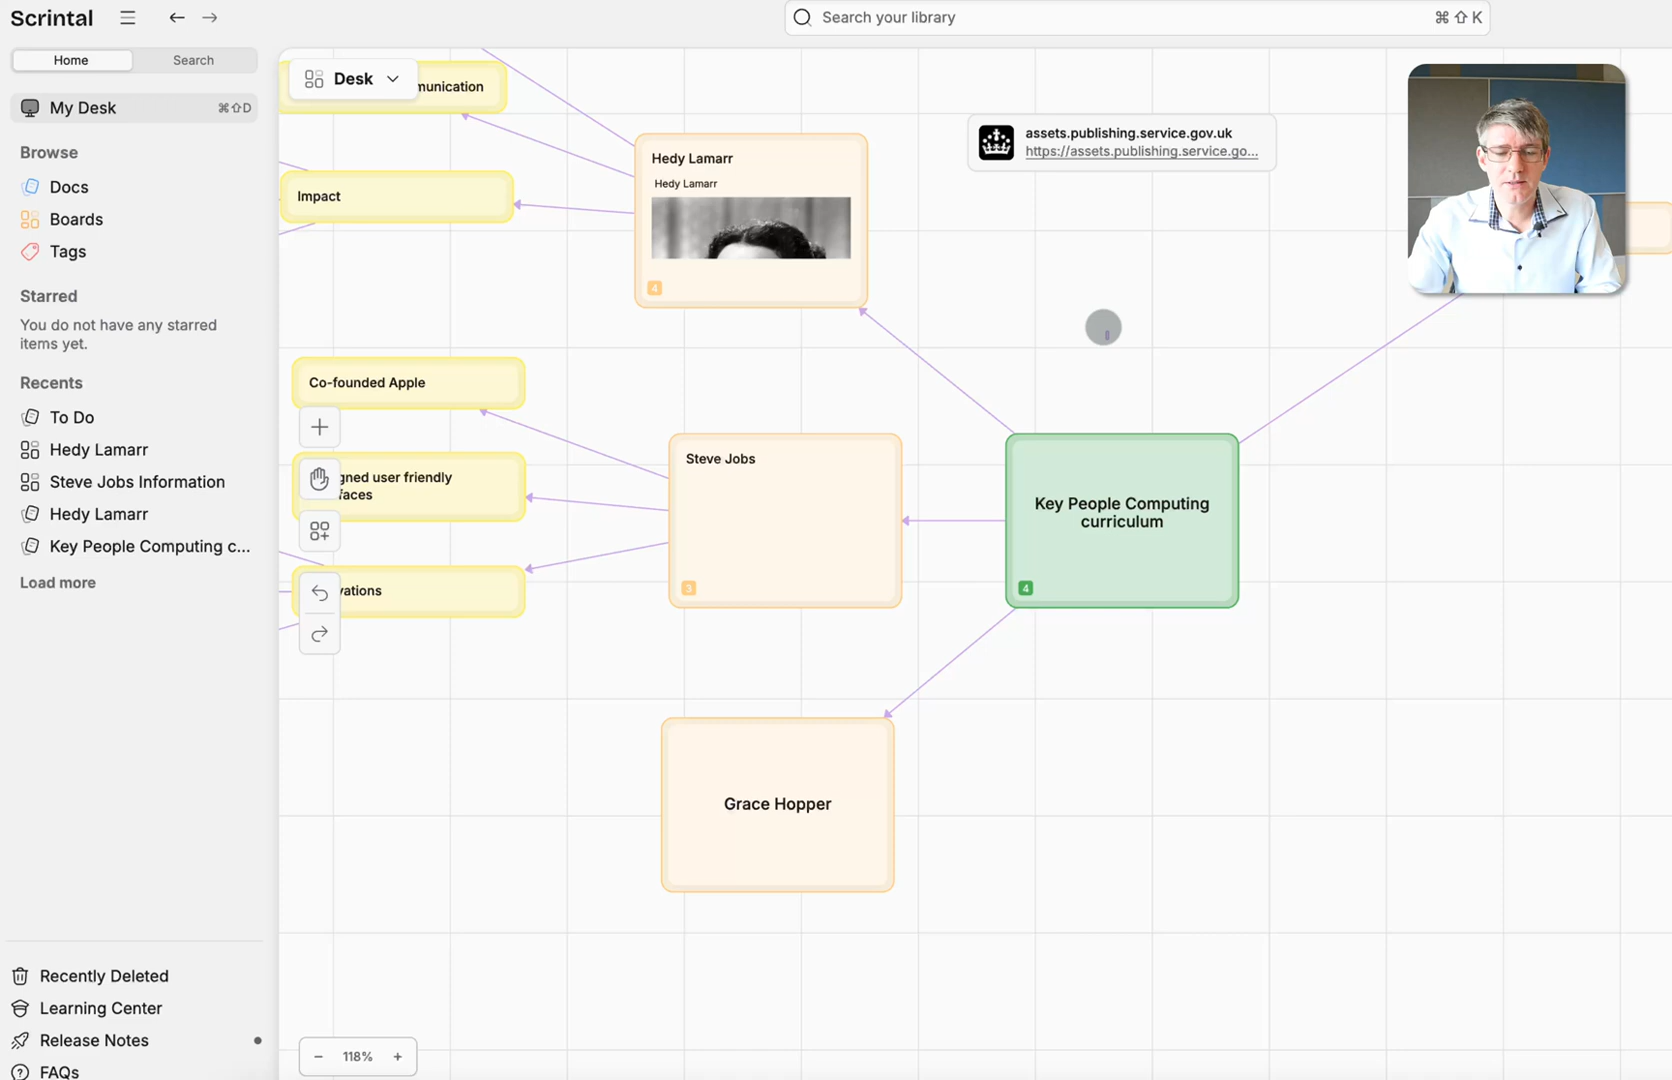 Scrintal
Search your library
⌘ ⇧ K
Home
Search
My Desk
⌘⇧D
Browse
Docs
Boards
Tags
Starred
You do not have any starred
items yet.
Recents
To Do
Hedy Lamarr
Steve Jobs Information
Hedy Lamarr
Key People Computing c...
Load more
Recently Deleted
Learning Center
Release Notes
FAQs
Desk
munication
Impact
Hedy Lamarr
Hedy Lamarr
4
assets.publishing.service.gov.uk
https://assets.publishing.service.go...
Co-founded Apple
gned user friendly
faces
vations
Steve Jobs
3
Key People Computing
curriculum
4
Grace Hopper
− 118% +